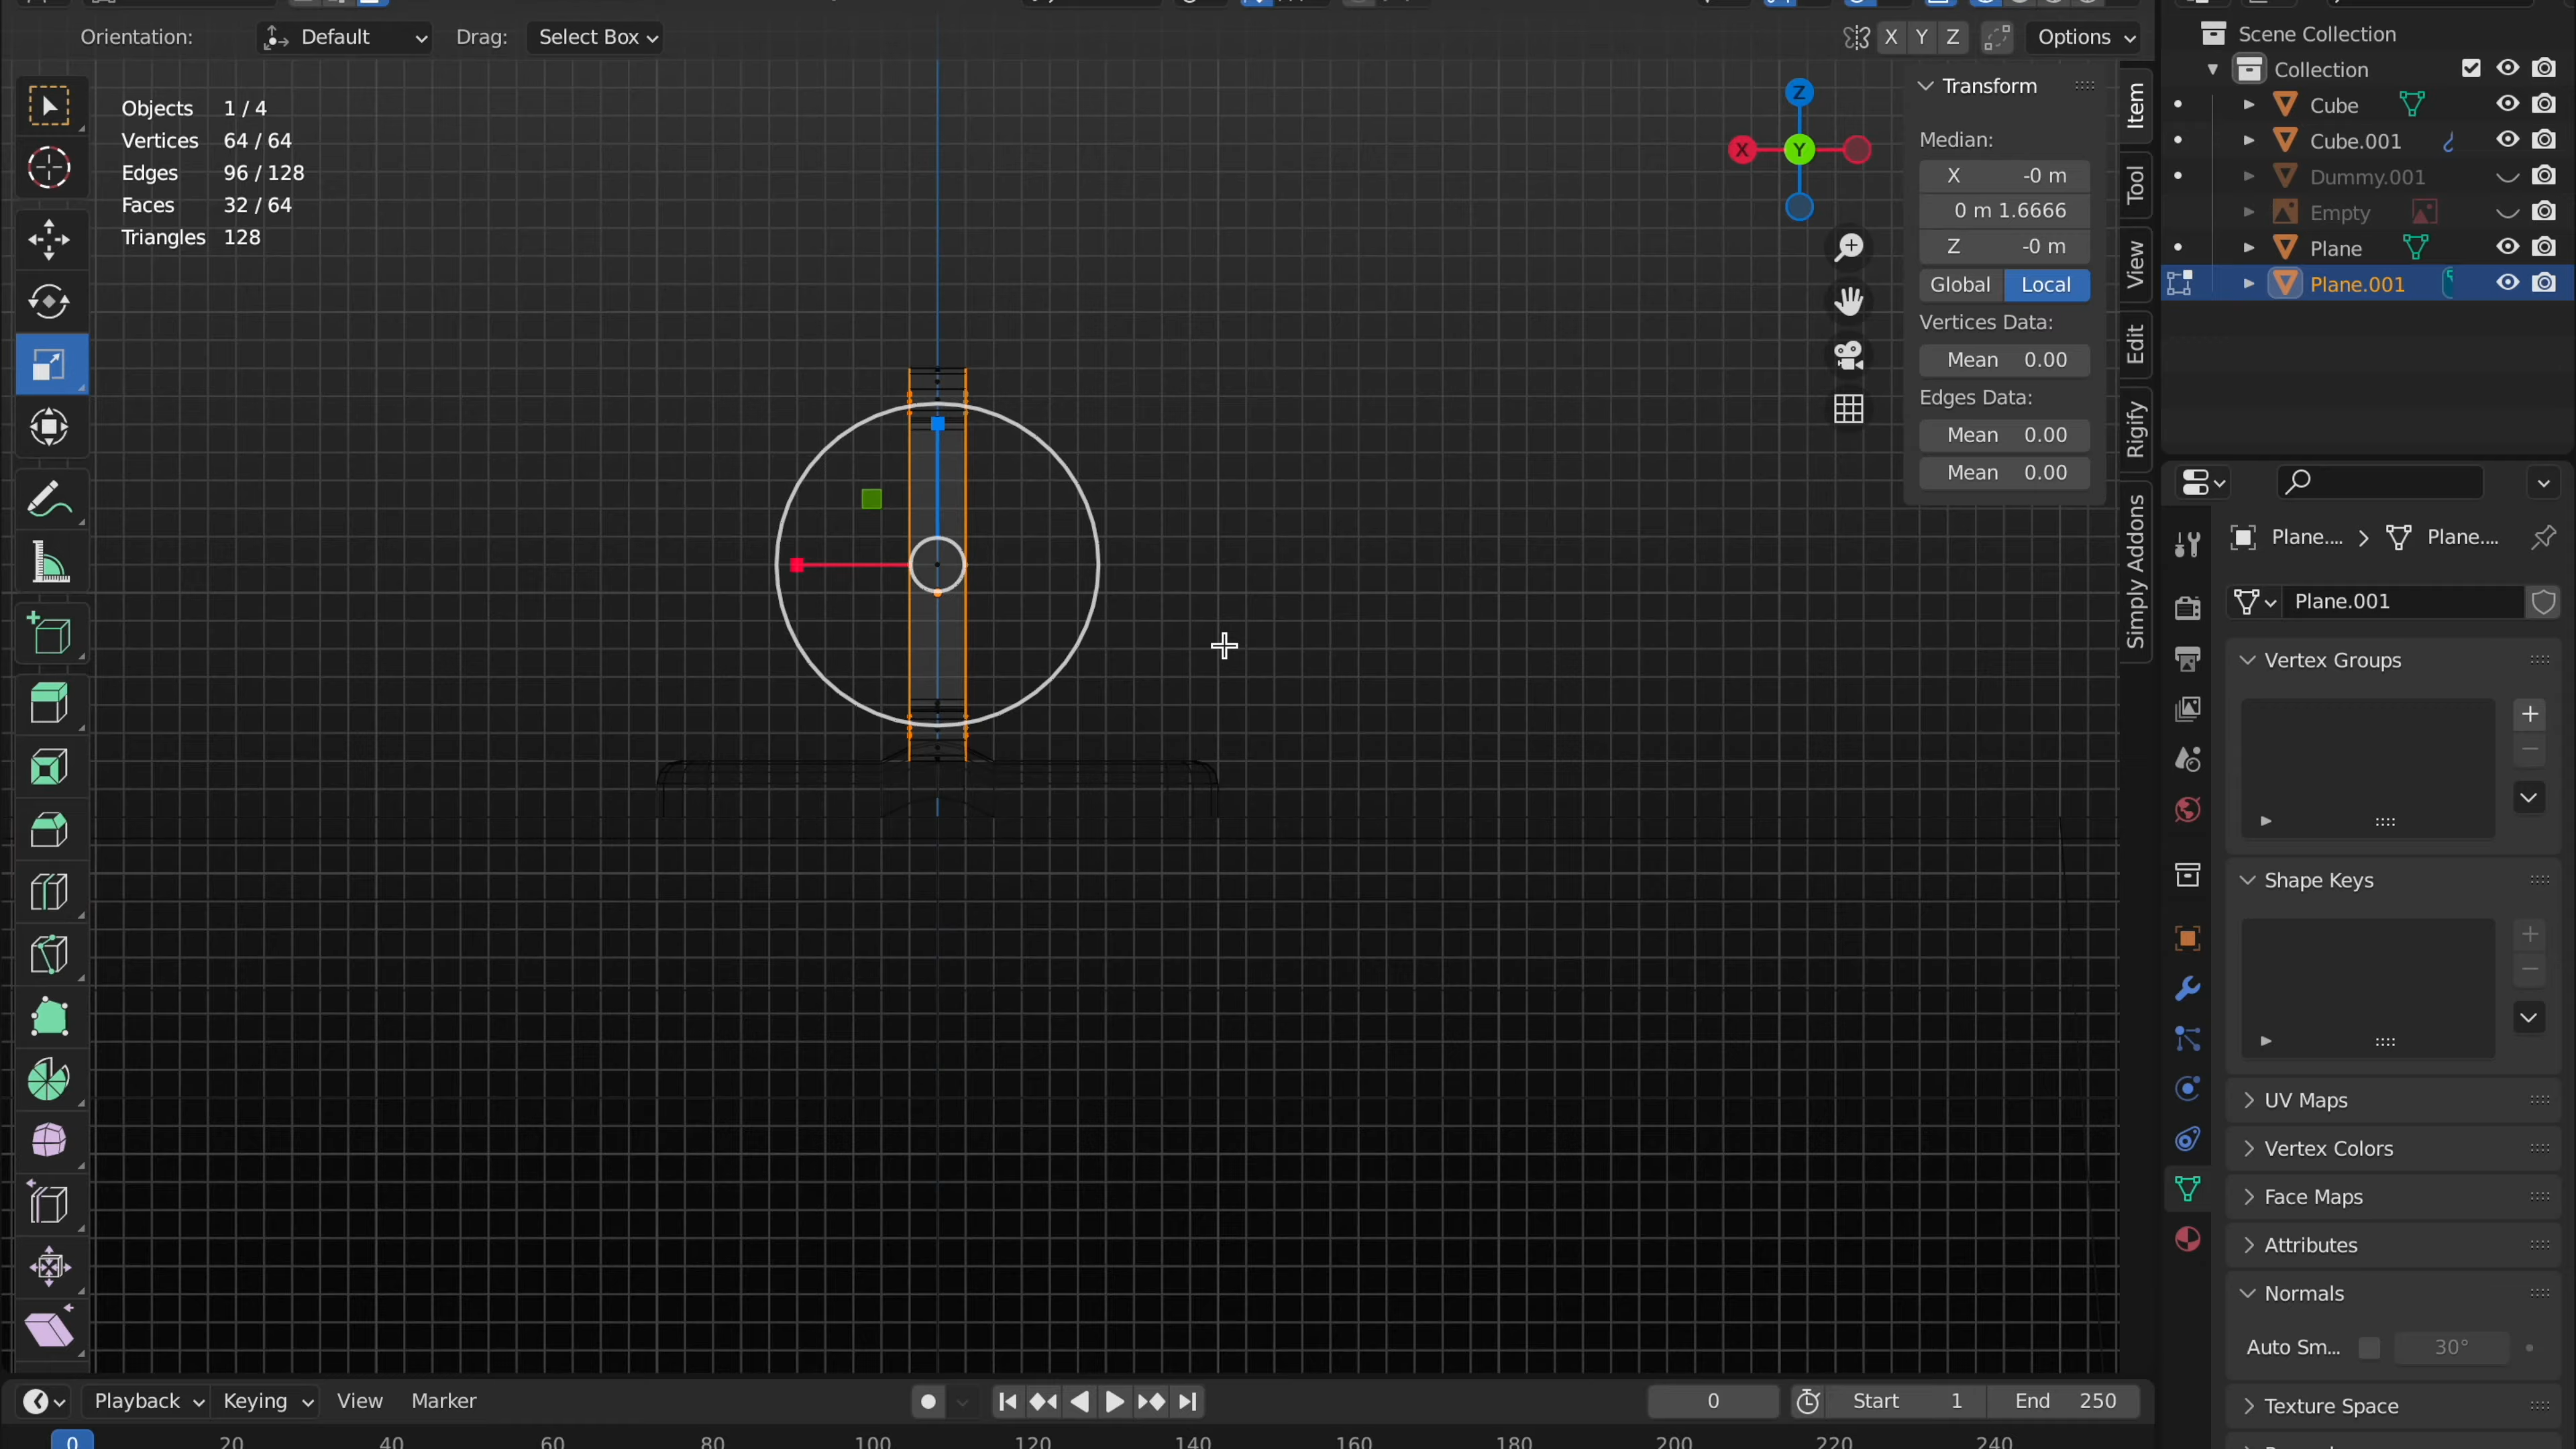 Orientation: Default Drag: Select Box
X Y Z Options
Objects 1 / 4
Vertices 64 / 64
Edges 96 / 128
Faces 32 / 64
Triangles 128
Z
X Y
Transform
Median:
X -0 m
0 m 1.6666
Z -0 m
Global Local
Vertices Data:
Mean 0.00
Edges Data:
Mean 0.00
Mean 0.00
Item
Tool
View
Edit
Rigify
Simply Addons
Scene Collection
Collection
Cube
Cube.001
Dummy.001
Empty
Plane
Plane.001
Plane.... > Plane....
Plane.001
Vertex Groups
Shape Keys
UV Maps
Vertex Colors
Face Maps
Attributes
Normals
Auto Sm... 30°
Texture Space
Playback Keying View Marker
0 Start 1 End 250
0 20 40 60 80 100 120 140 160 180 200 220 240